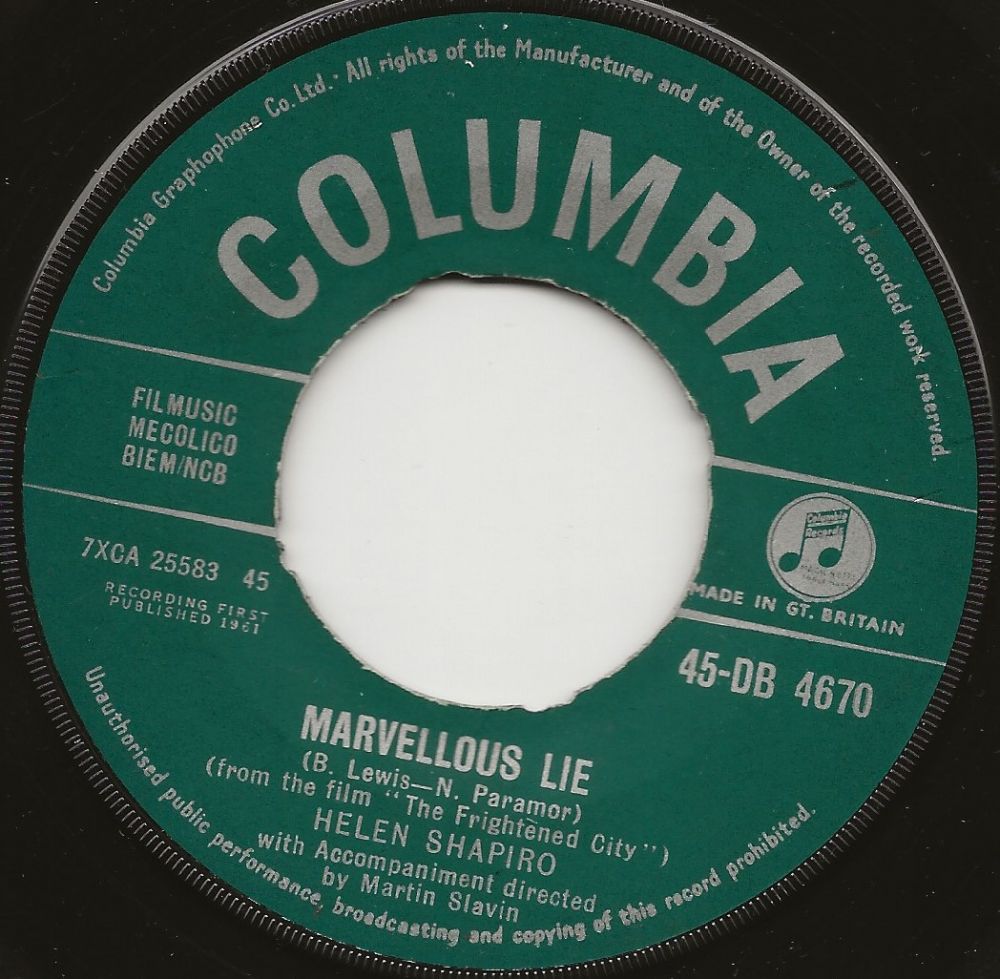 Columbia Graphophone Co. Ltd. · All rights of the Manufacturer and of the Owner of the recorded work reserved.
COLUMBIA
FILMUSIC
MECOLICO
BIEM/NCB
7XCA 25583 45
RECORDING FIRST
PUBLISHED 1961
Columbia
Records
MADE IN GT. BRITAIN
45-DB 4670
MARVELLOUS LIE
(B. Lewis—N. Paramor)
(from the film "The Frightened City")
HELEN SHAPIRO
with Accompaniment directed
by Martin Slavin
Unauthorised public performance, broadcasting and copying of this record prohibited.